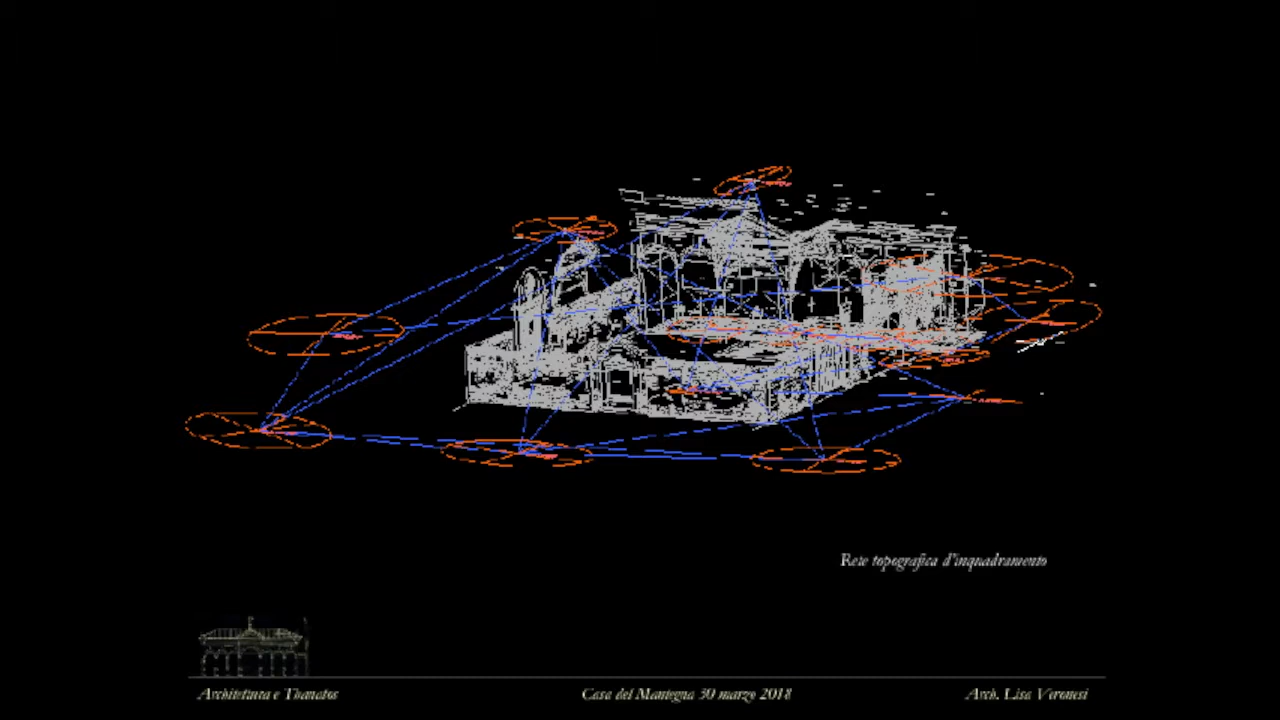 Rete topografica d'inquadramento
Architettura e Thanatos
Casa del Mantegna 30 marzo 2018
Arch. Lisa Veronesi